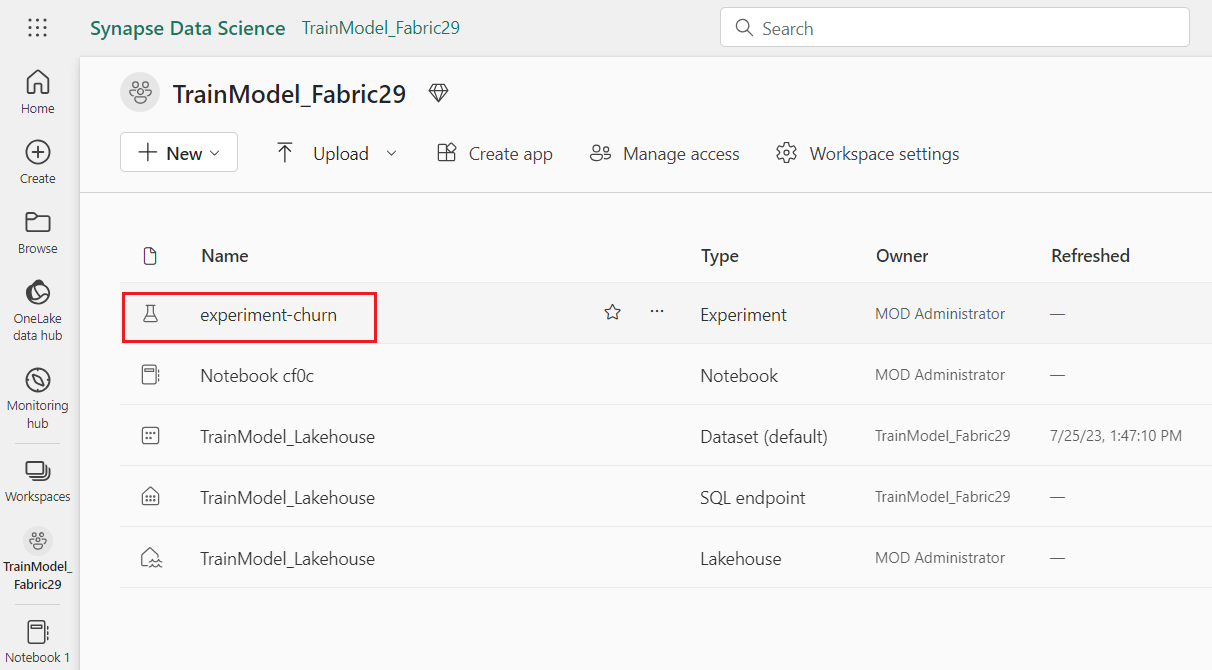 Synapse Data Science TrainModel_Fabric29 Search
Home
Create
Browse
OneLake
data hub
Monitoring
hub
Workspaces
TrainModel_
Fabric29
Notebook 1
TrainModel_Fabric29
New Upload Create app Manage access Workspace settings
Name Type Owner Refreshed
experiment-churn ... Experiment MOD Administrator —
Notebook cf0c Notebook MOD Administrator —
TrainModel_Lakehouse Dataset (default) TrainModel_Fabric29 7/25/23, 1:47:10 PM
TrainModel_Lakehouse SQL endpoint TrainModel_Fabric29 —
TrainModel_Lakehouse Lakehouse MOD Administrator —